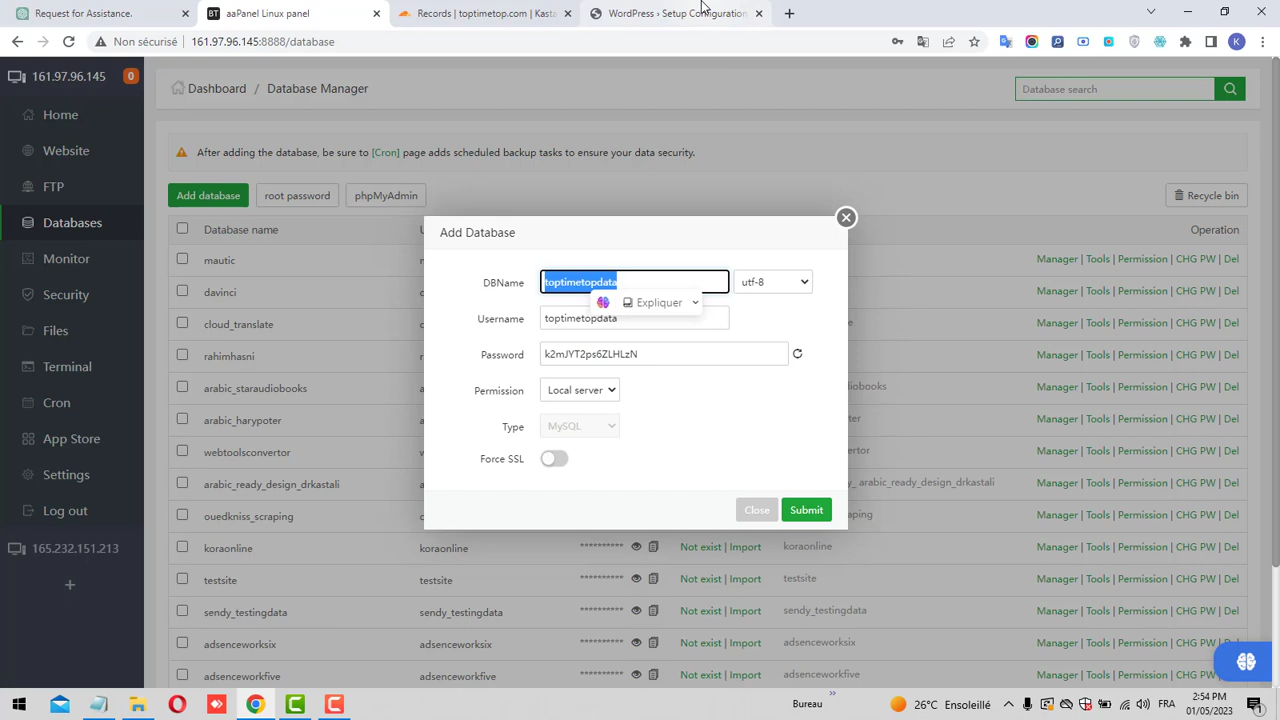 Request for Assistance.
aaPanel Linux panel
Records | toptimetop.com | Kasta
WordPress › Setup Configuration
Non sécurisé | 161.97.96.145:8888/database
161.97.96.145 0
Home
Website
FTP
Databases
Monitor
Security
Files
Terminal
Cron
App Store
Settings
Log out
165.232.151.213
Dashboard / Database Manager
Database search
After adding the database, be sure to [Cron] page adds scheduled backup tasks to ensure your data security.
Add database root password phpMyAdmin Recycle bin
Database name Operation
mautic Manager | Tools | Permission | CHG PW | Del
davinci Manager | Tools | Permission | CHG PW | Del
cloud_translate Manager | Tools | Permission | CHG PW | Del
rahimhasni Manager | Tools | Permission | CHG PW | Del
arabic_staraudiobooks Manager | Tools | Permission | CHG PW | Del
arabic_harypoter Manager | Tools | Permission | CHG PW | Del
webtoolsconvertor Manager | Tools | Permission | CHG PW | Del
arabic_ready_design_drkastali y_ arabic_ready_design_drkastali Manager | Tools | Permission | CHG PW | Del
ouedkniss_scraping Manager | Tools | Permission | CHG PW | Del
koraonline koraonline ********** Not exist | Import koraonline Manager | Tools | Permission | CHG PW | Del
testsite testsite ********** Not exist | Import testsite Manager | Tools | Permission | CHG PW | Del
sendy_testingdata sendy_testingdata ********** Not exist | Import sendy_testingdata Manager | Tools | Permission | CHG PW | Del
adsenceworksix adsenceworksix ********** Not exist | Import adsenceworksix Manager | Tools | Permission | CHG PW | Del
adsenceworkfive adsenceworkfive ********** Not exist | Import adsenceworkfive Manager | Tools | Permission | CHG PW | Del
Add Database
DBName toptimetopdata utf-8
Expliquer
Username toptimetopdata
Password k2mJYT2ps6ZLHLzN
Permission Local server
Type MySQL
Force SSL
Close Submit
Bureau » 26°C Ensoleillé FRA 2:54 PM
01/05/2023